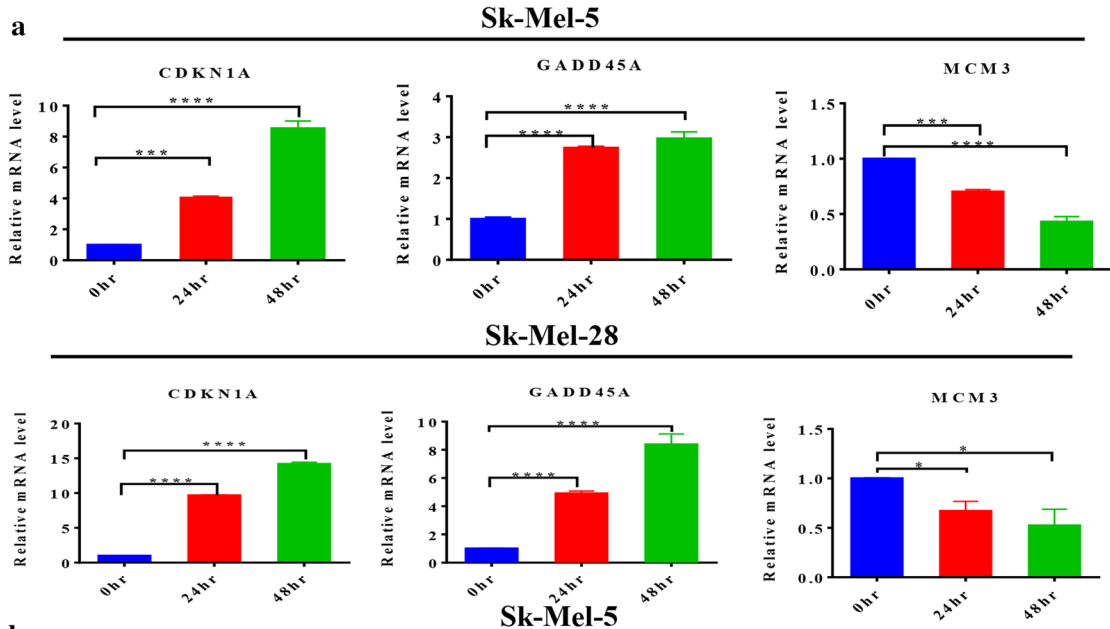 a
Sk-Mel-5
CDKN1A
Relative mRNA level
10
8
6
4
2
0
****
***
0hr
24hr
48hr
GADD45A
Relative mRNA level
4
3
2
1
0
****
****
0hr
24hr
48hr
MCM3
Relative mRNA level
1.5
1.0
0.5
0.0
***
****
0hr
24hr
48hr
Sk-Mel-28
CDKN1A
Relative mRNA level
20
15
10
5
0
****
****
0hr
24hr
48hr
GADD45A
Relative mRNA level
10
8
6
4
2
0
****
****
0hr
24hr
48hr
MCM3
Relative mRNA level
1.5
1.0
0.5
0.0
*
*
0hr
24hr
48hr
Sk-Mel-5